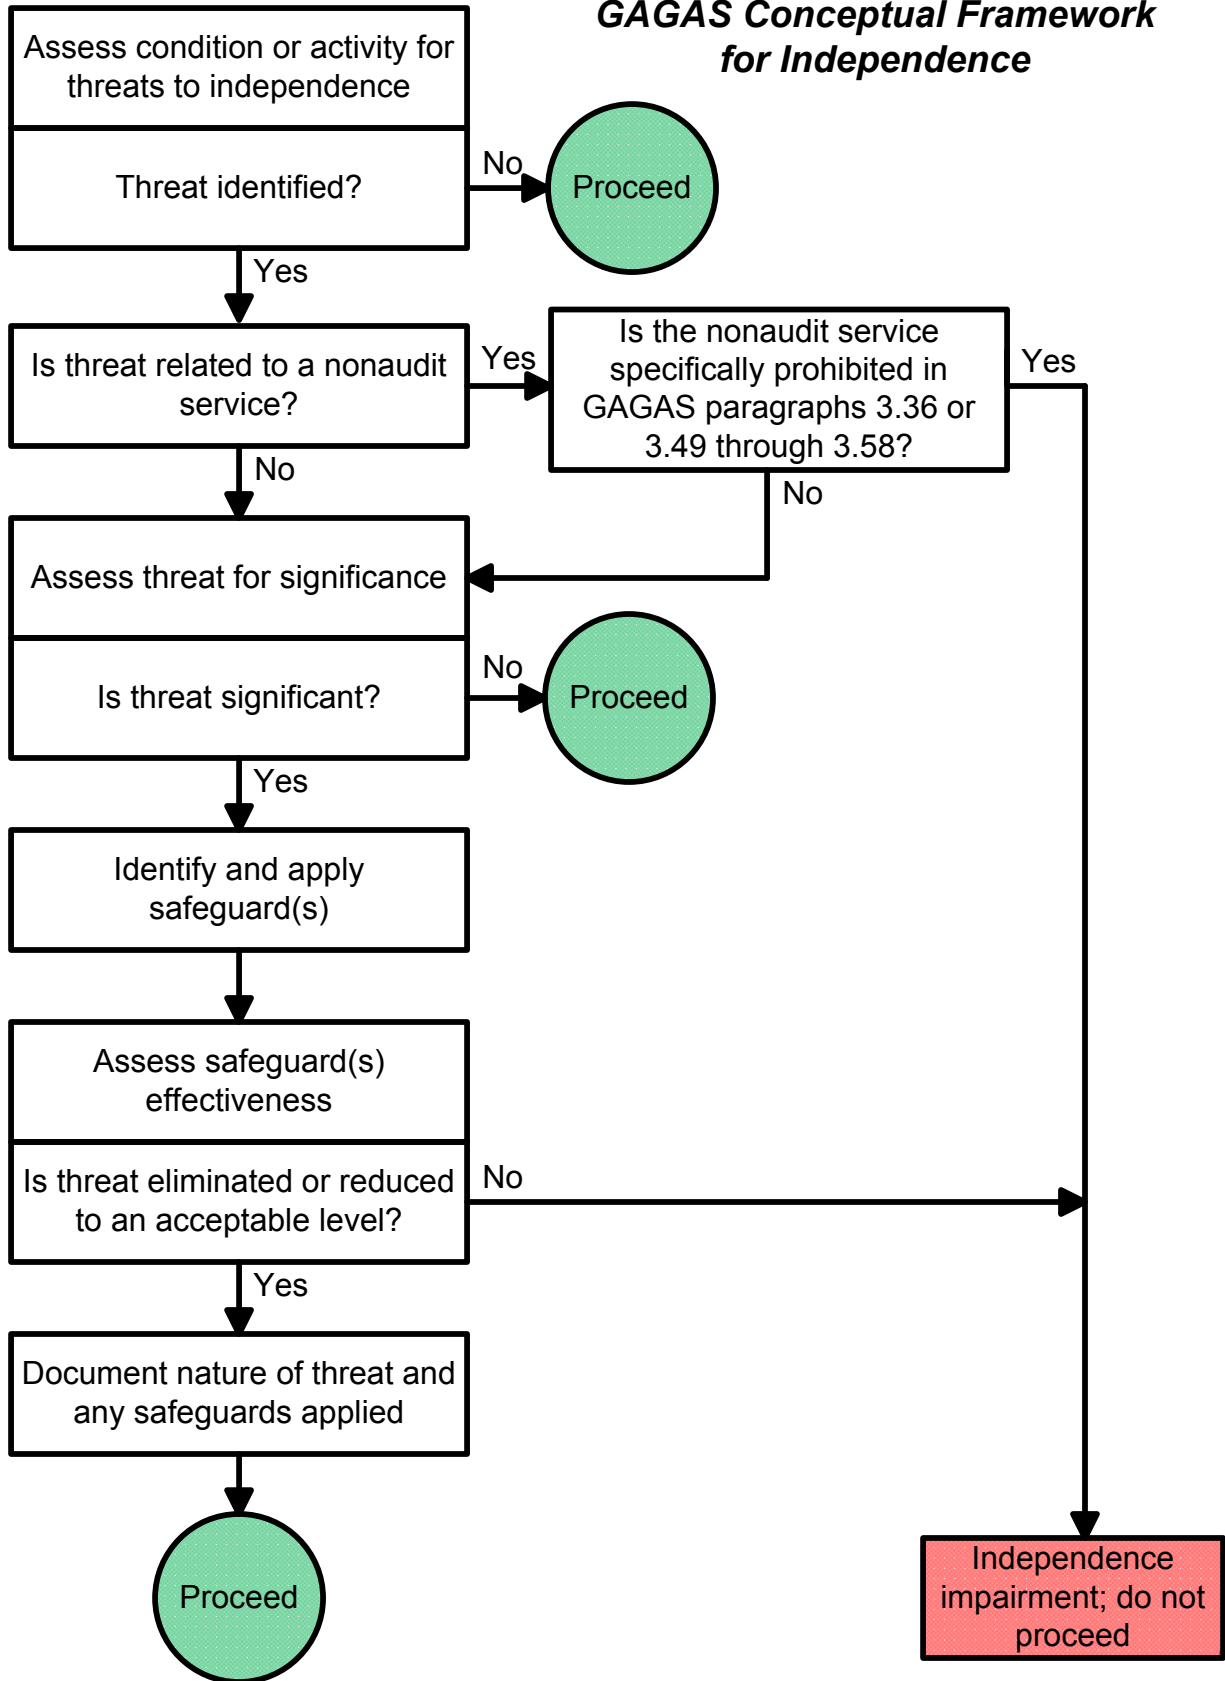 GAGAS Conceptual Framework
for Independence
Assess condition or activity for
threats to independence
Threat identified?
No
Proceed
Yes
Is threat related to a nonaudit
service?
Yes
Is the nonaudit service
specifically prohibited in
GAGAS paragraphs 3.36 or
3.49 through 3.58?
Yes
No
No
Assess threat for significance
Is threat significant?
No
Proceed
Yes
Identify and apply
safeguard(s)
Assess safeguard(s)
effectiveness
Is threat eliminated or reduced
to an acceptable level?
No
Yes
Document nature of threat and
any safeguards applied
Proceed
Independence
impairment; do not
proceed